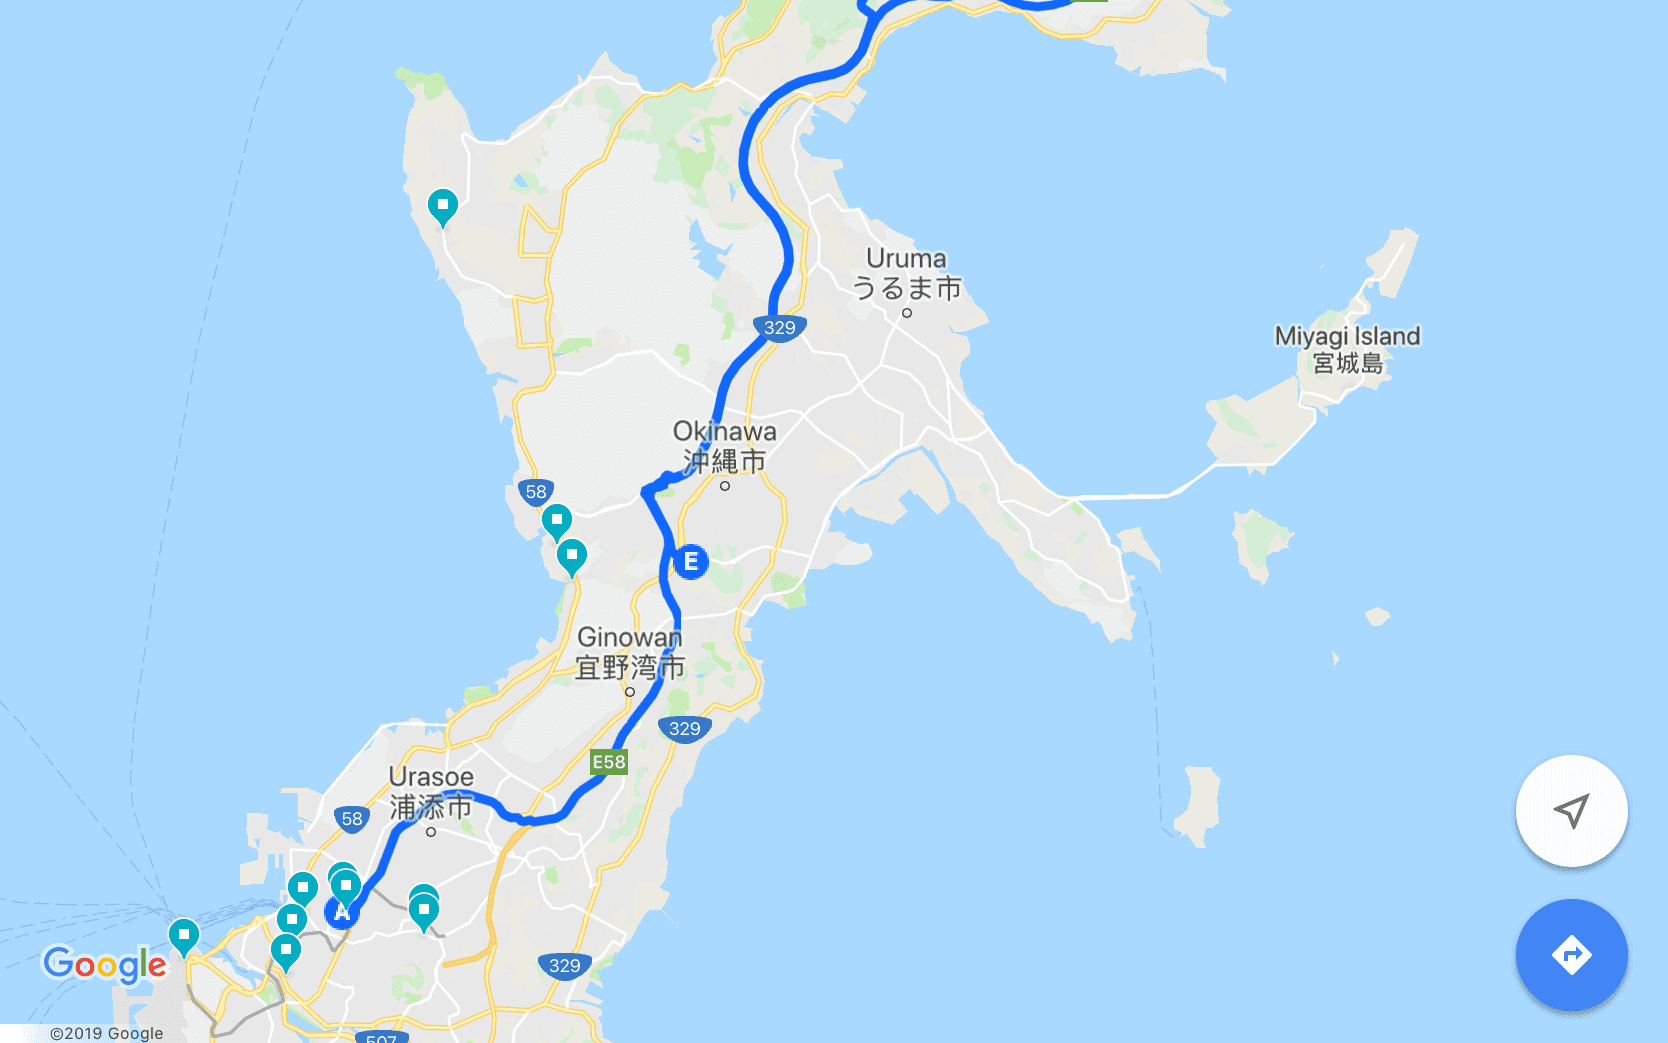 Uruma
うるま市
329
Miyagi Island
宮城島
Okinawa
沖縄市
58
E
Ginowan
宜野湾市
329
E58
Urasoe
浦添市
58
A
Google
329
©2019 Google
507